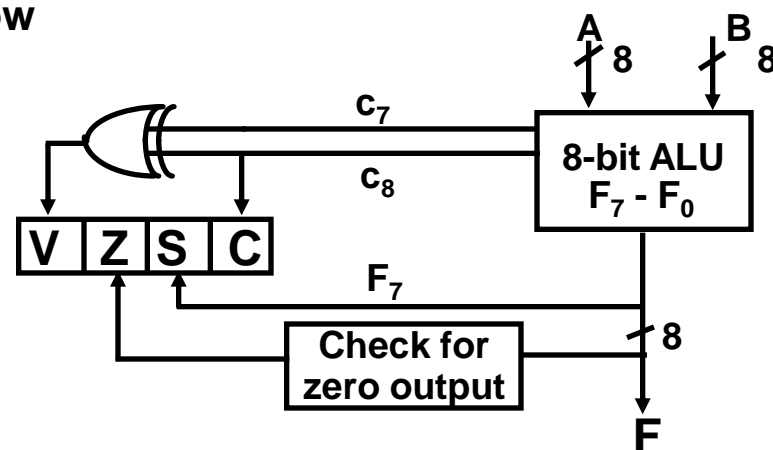 A B
8 8
c₇
c₈
8-bit ALU
F₇ - F₀
V Z S C
F₇
8
Check for
zero output
F